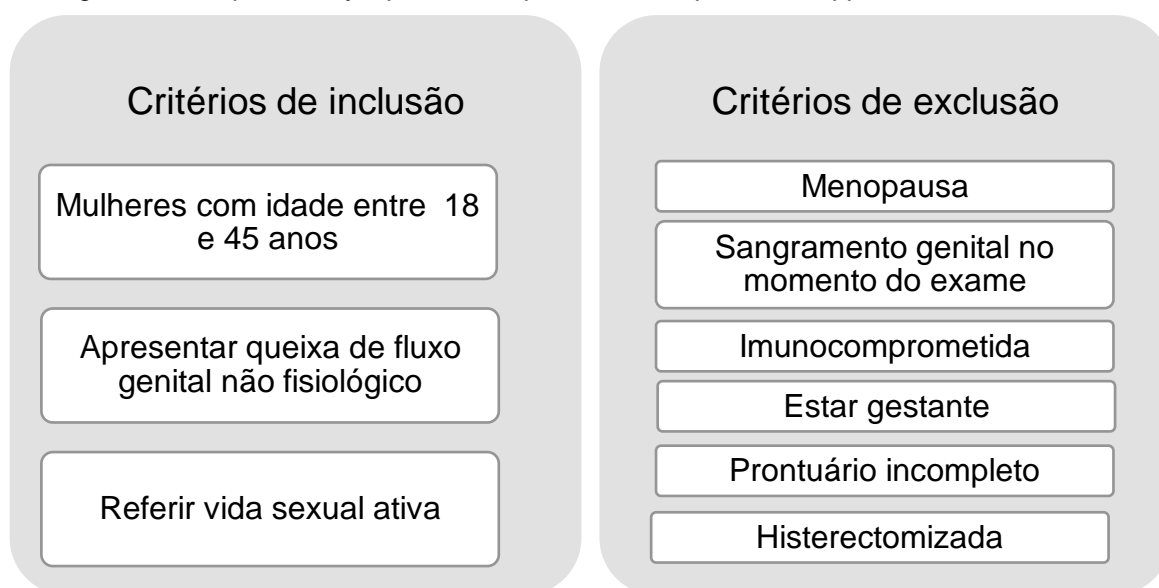 Critérios de inclusão
Mulheres com idade entre 18
e 45 anos
Apresentar queixa de fluxo
genital não fisiológico
Referir vida sexual ativa
Critérios de exclusão
Menopausa
Sangramento genital no
momento do exame
Imunocomprometida
Estar gestante
Prontuário incompleto
Histerectomizada